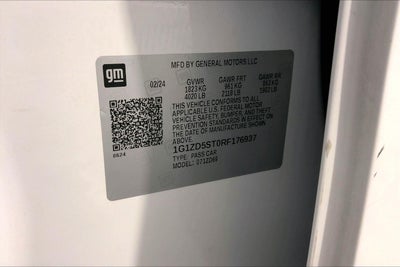 gm
MFD BY GENERAL MOTORS LLC
02/24 GVWR GAWR FRT GAWR RR
1823 KG 961 KG 862 KG
4020 LB 2118 LB 1902 LB
THIS VEHICLE CONFORMS TO ALL
APPLICABLE U.S. FEDERAL MOTOR
VEHICLE SAFETY, BUMPER, AND THEFT
PREVENTION STANDARDS IN EFFECT ON
THE DATE OF MANUFACTURE SHOWN
ABOVE.
1G1ZD5ST0RF176937
TYPE: PASS CAR
MODEL: